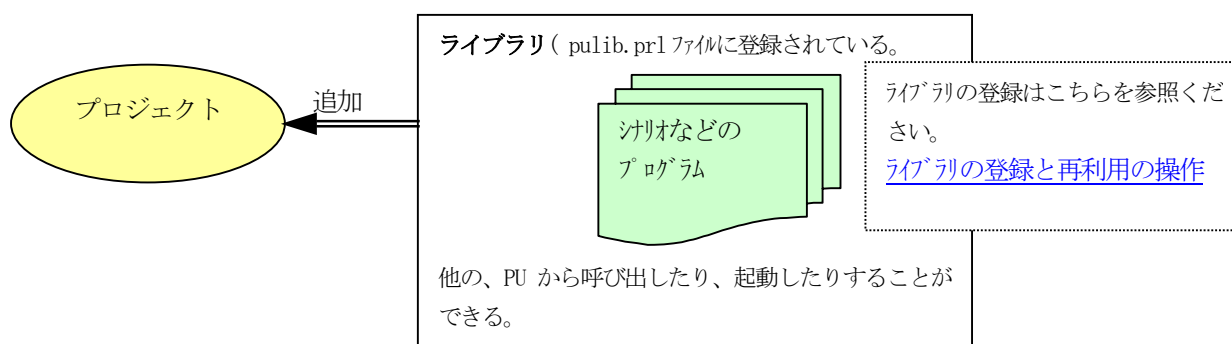 プロジェクト
追加
ライブラリ( pulib.prlﾌｧｲﾙに登録されている。
ｼﾅﾘｵなどの
ﾌﾟﾛｸﾞﾗﾑ
他の、PU から呼び出したり、起動したりすることが
できる。
ﾗｲﾌﾞﾗﾘの登録はこちらを参照くだ
さい。
ﾗｲﾌﾞﾗﾘの登録と再利用の操作